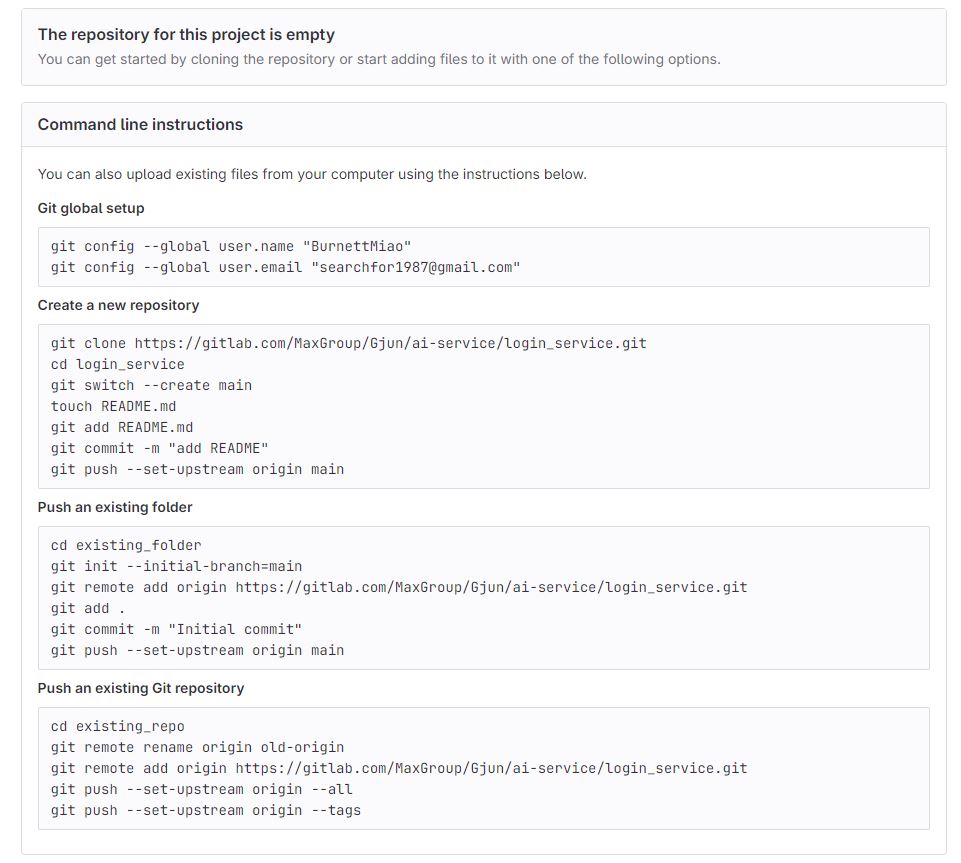 The repository for this project is empty
You can get started by cloning the repository or start adding files to it with one of the following options.
Command line instructions
You can also upload existing files from your computer using the instructions below.
Git global setup
git config --global user.name "BurnettMiao"
git config --global user.email "searchfor1987@gmail.com"
Create a new repository
git clone https://gitlab.com/MaxGroup/Gjun/ai-service/login_service.git
cd login_service
git switch --create main
touch README.md
git add README.md
git commit -m "add README"
git push --set-upstream origin main
Push an existing folder
cd existing_folder
git init --initial-branch=main
git remote add origin https://gitlab.com/MaxGroup/Gjun/ai-service/login_service.git
git add .
git commit -m "Initial commit"
git push --set-upstream origin main
Push an existing Git repository
cd existing_repo
git remote rename origin old-origin
git remote add origin https://gitlab.com/MaxGroup/Gjun/ai-service/login_service.git
git push --set-upstream origin --all
git push --set-upstream origin --tags